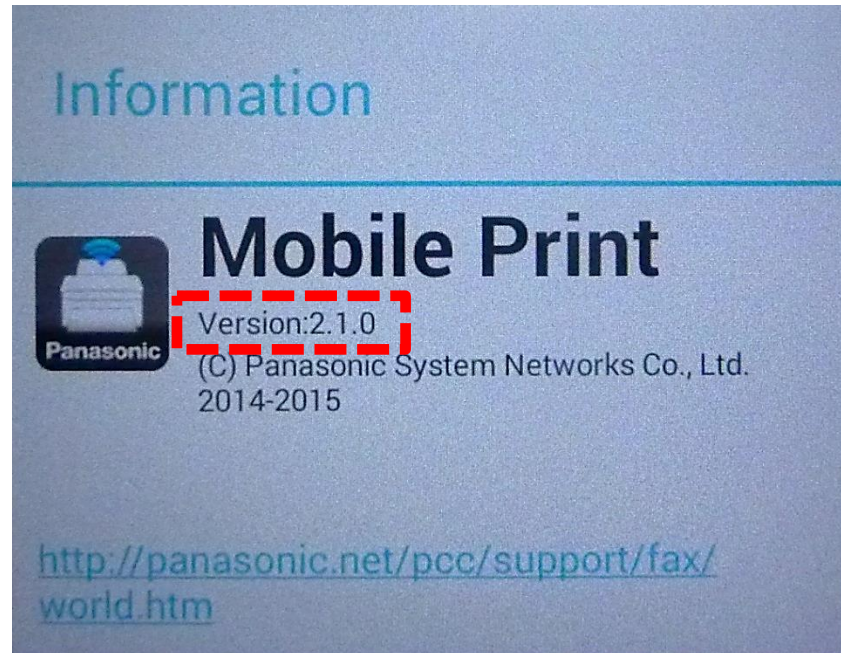 Information
Mobile Print
Version:2.1.0
Panasonic
(C) Panasonic System Networks Co., Ltd.
2014-2015
http://panasonic.net/pcc/support/fax/
world.htm